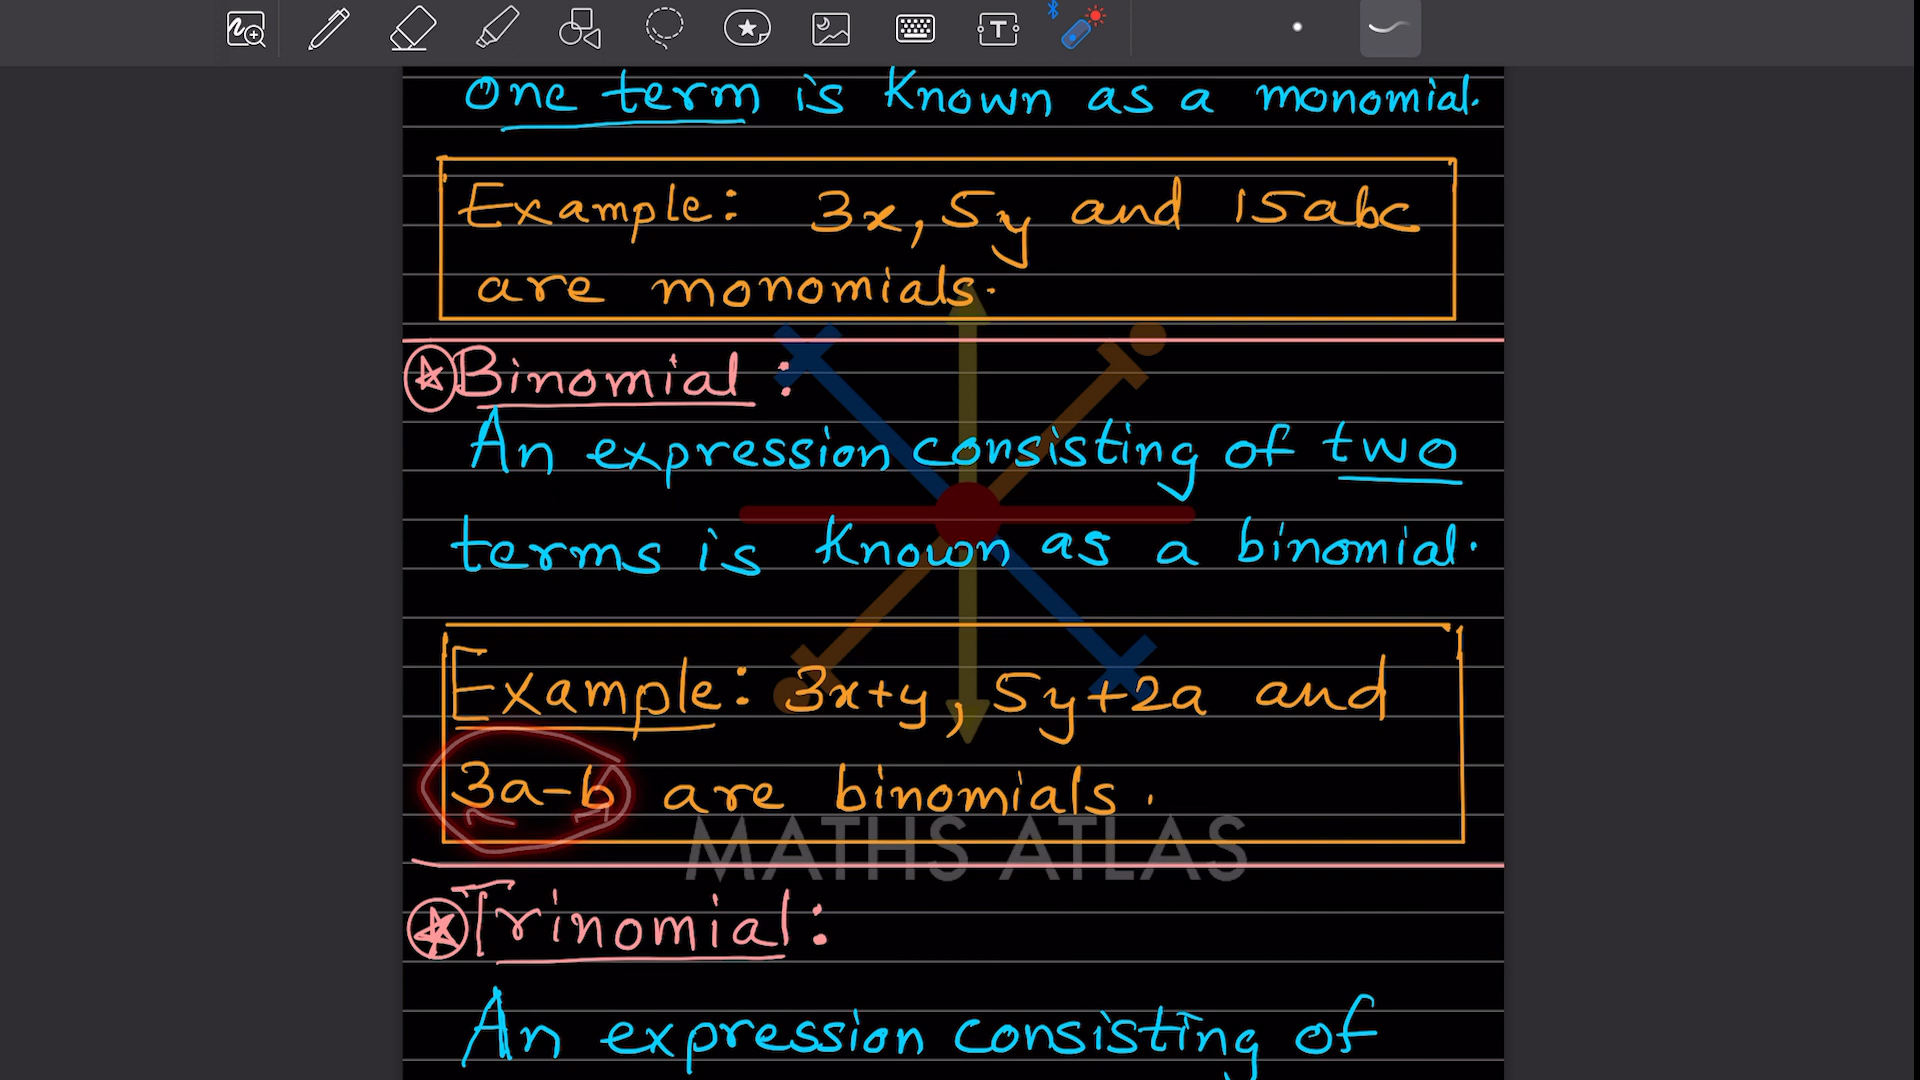 One term is known as a monomial.
Example: 3x, 5y and 15abc
are monomials.
Binomial:
An expression consisting of two
terms is known as a binomial.
Example: 3x+y, 5y+2a and
3a-b are binomials.
MATHS ATLAS
Trinomial:
An expression consisting of